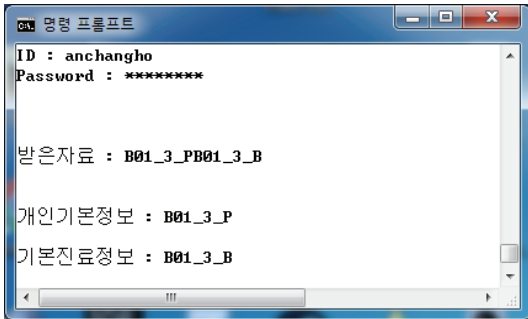 명령 프롬프트
ID : anchangho
Password : ********
받은자료 : B01_3_PB01_3_B
개인기본정보 : B01_3_P
기본진료정보 : B01_3_B